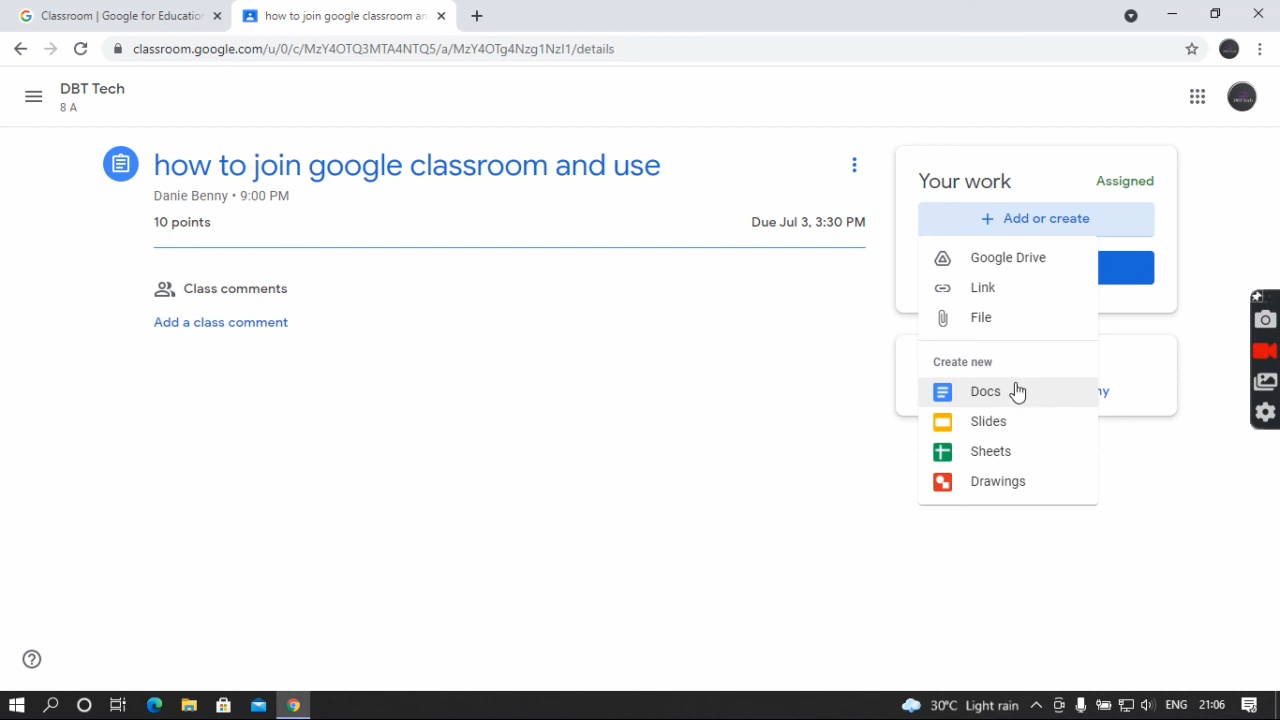 Classroom | Google for Education
how to join google classroom an
classroom.google.com/u/0/c/MzY4OTQ3MTA4NTQ5/a/MzY4OTg4Nzg1NzI1/details
DBT Tech
8 A
how to join google classroom and use
Danie Benny • 9:00 PM
10 points
Due Jul 3, 3:30 PM
Class comments
Add a class comment
Your work
Assigned
+ Add or create
Google Drive
Link
File
Create new
Docs
ny
Slides
Sheets
Drawings
30°C Light rain
ENG
21:06